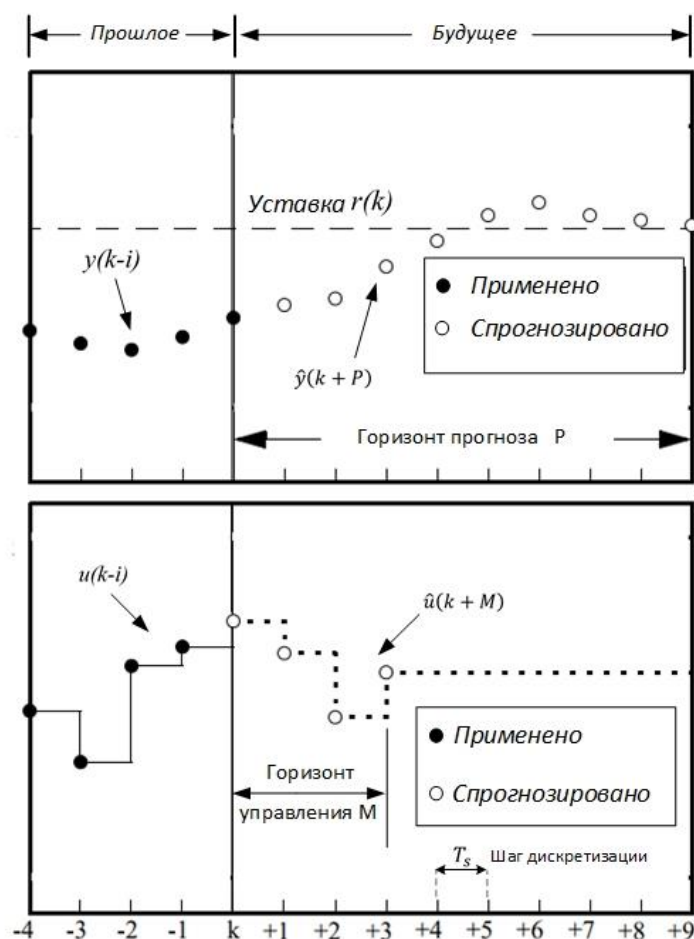 Прошлое Будущее
Уставка r(k)
y(k-i)
Применено
Спрогнозировано
ŷ(k + P)
Горизонт прогноза P
u(k-i)
û(k + M)
Применено
Спрогнозировано
Горизонт
управления M
Tₛ Шаг дискретизации
-4 -3 -2 -1 k +1 +2 +3 +4 +5 +6 +7 +8 +9